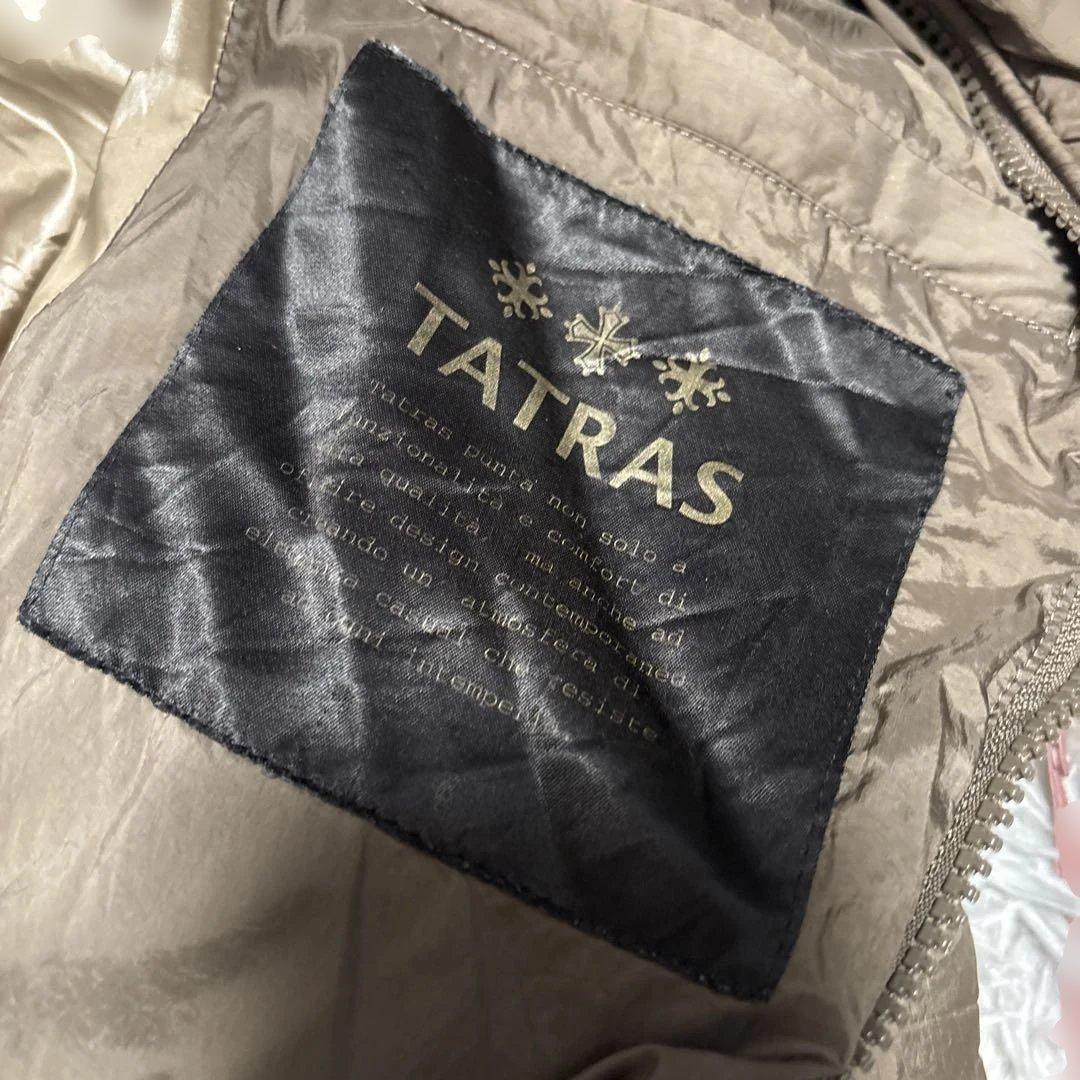 TATRAS
Tatras punta non solo a
funzionalità e comfort di
alta qualità, ma anche ad
offrire design contemporaneo
creando un'atmosfera di
eleganza casual che resiste
ad ogni intemperie